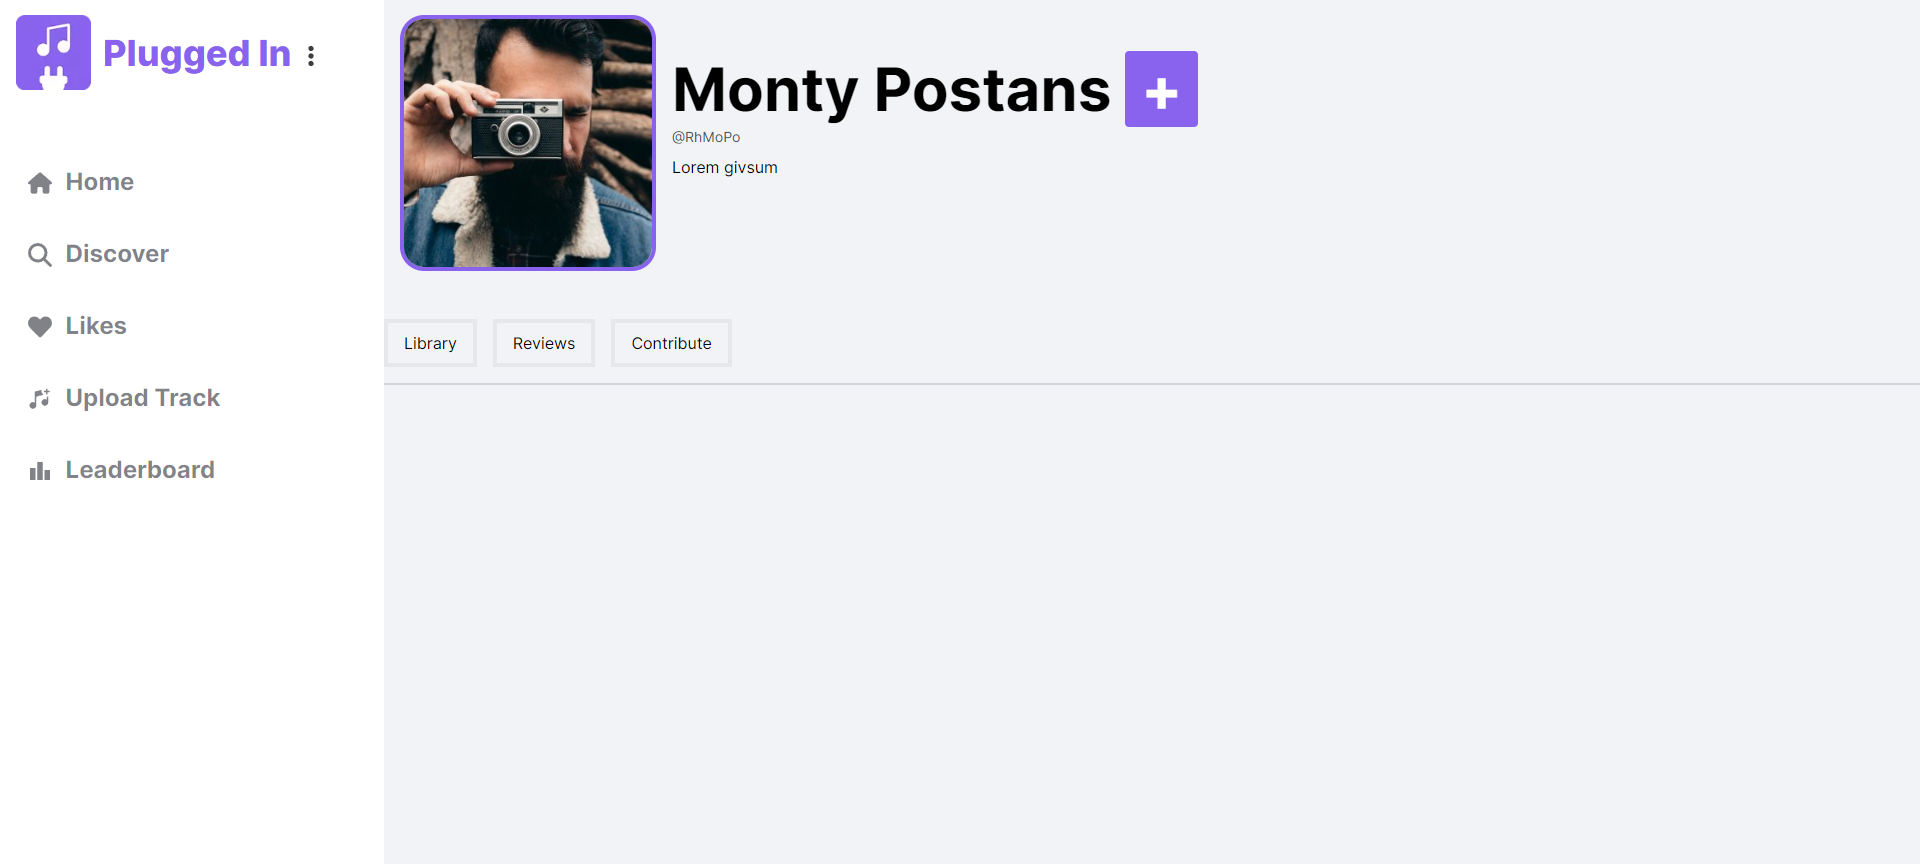 Plugged In
Home
Discover
Likes
Upload Track
Leaderboard
Monty Postans
@RhMoPo
Lorem givsum
Library
Reviews
Contribute